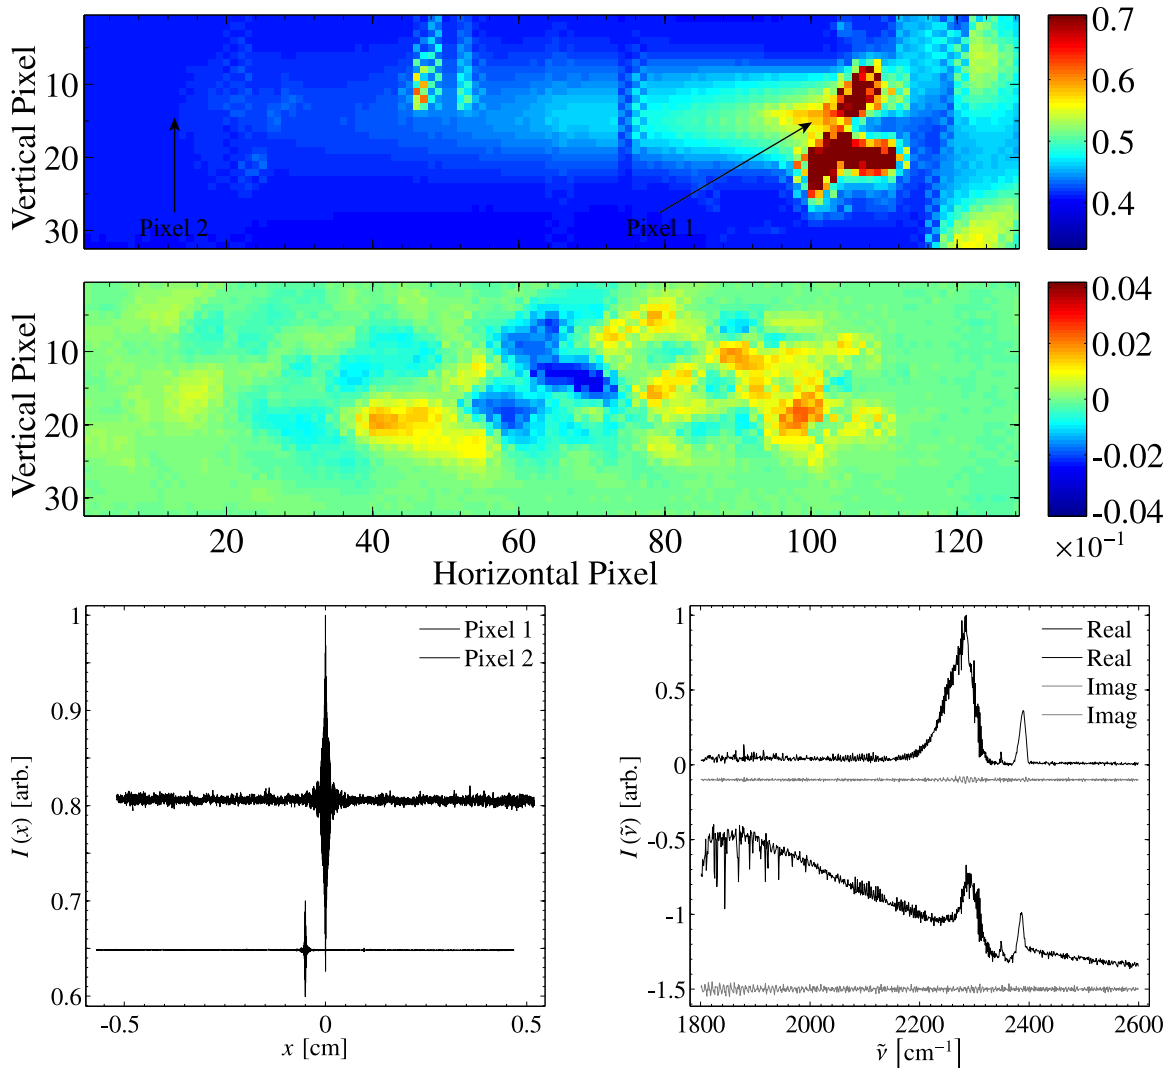 Vertical Pixel
10
20
30
Pixel 2
Pixel 1
0.7
0.6
0.5
0.4
Vertical Pixel
10
20
30
20
40
60
80
100
120
Horizontal Pixel
0.04
0.02
0
-0.02
-0.04
×10⁻¹
I(x) [arb.]
1
0.9
0.8
0.7
0.6
Pixel 1
Pixel 2
-0.5
0
0.5
x [cm]
I(ṽ) [arb.]
1
0.5
0
-0.5
-1
-1.5
Real
Real
Imag
Imag
1800
2000
2200
2400
2600
ṽ [cm⁻¹]